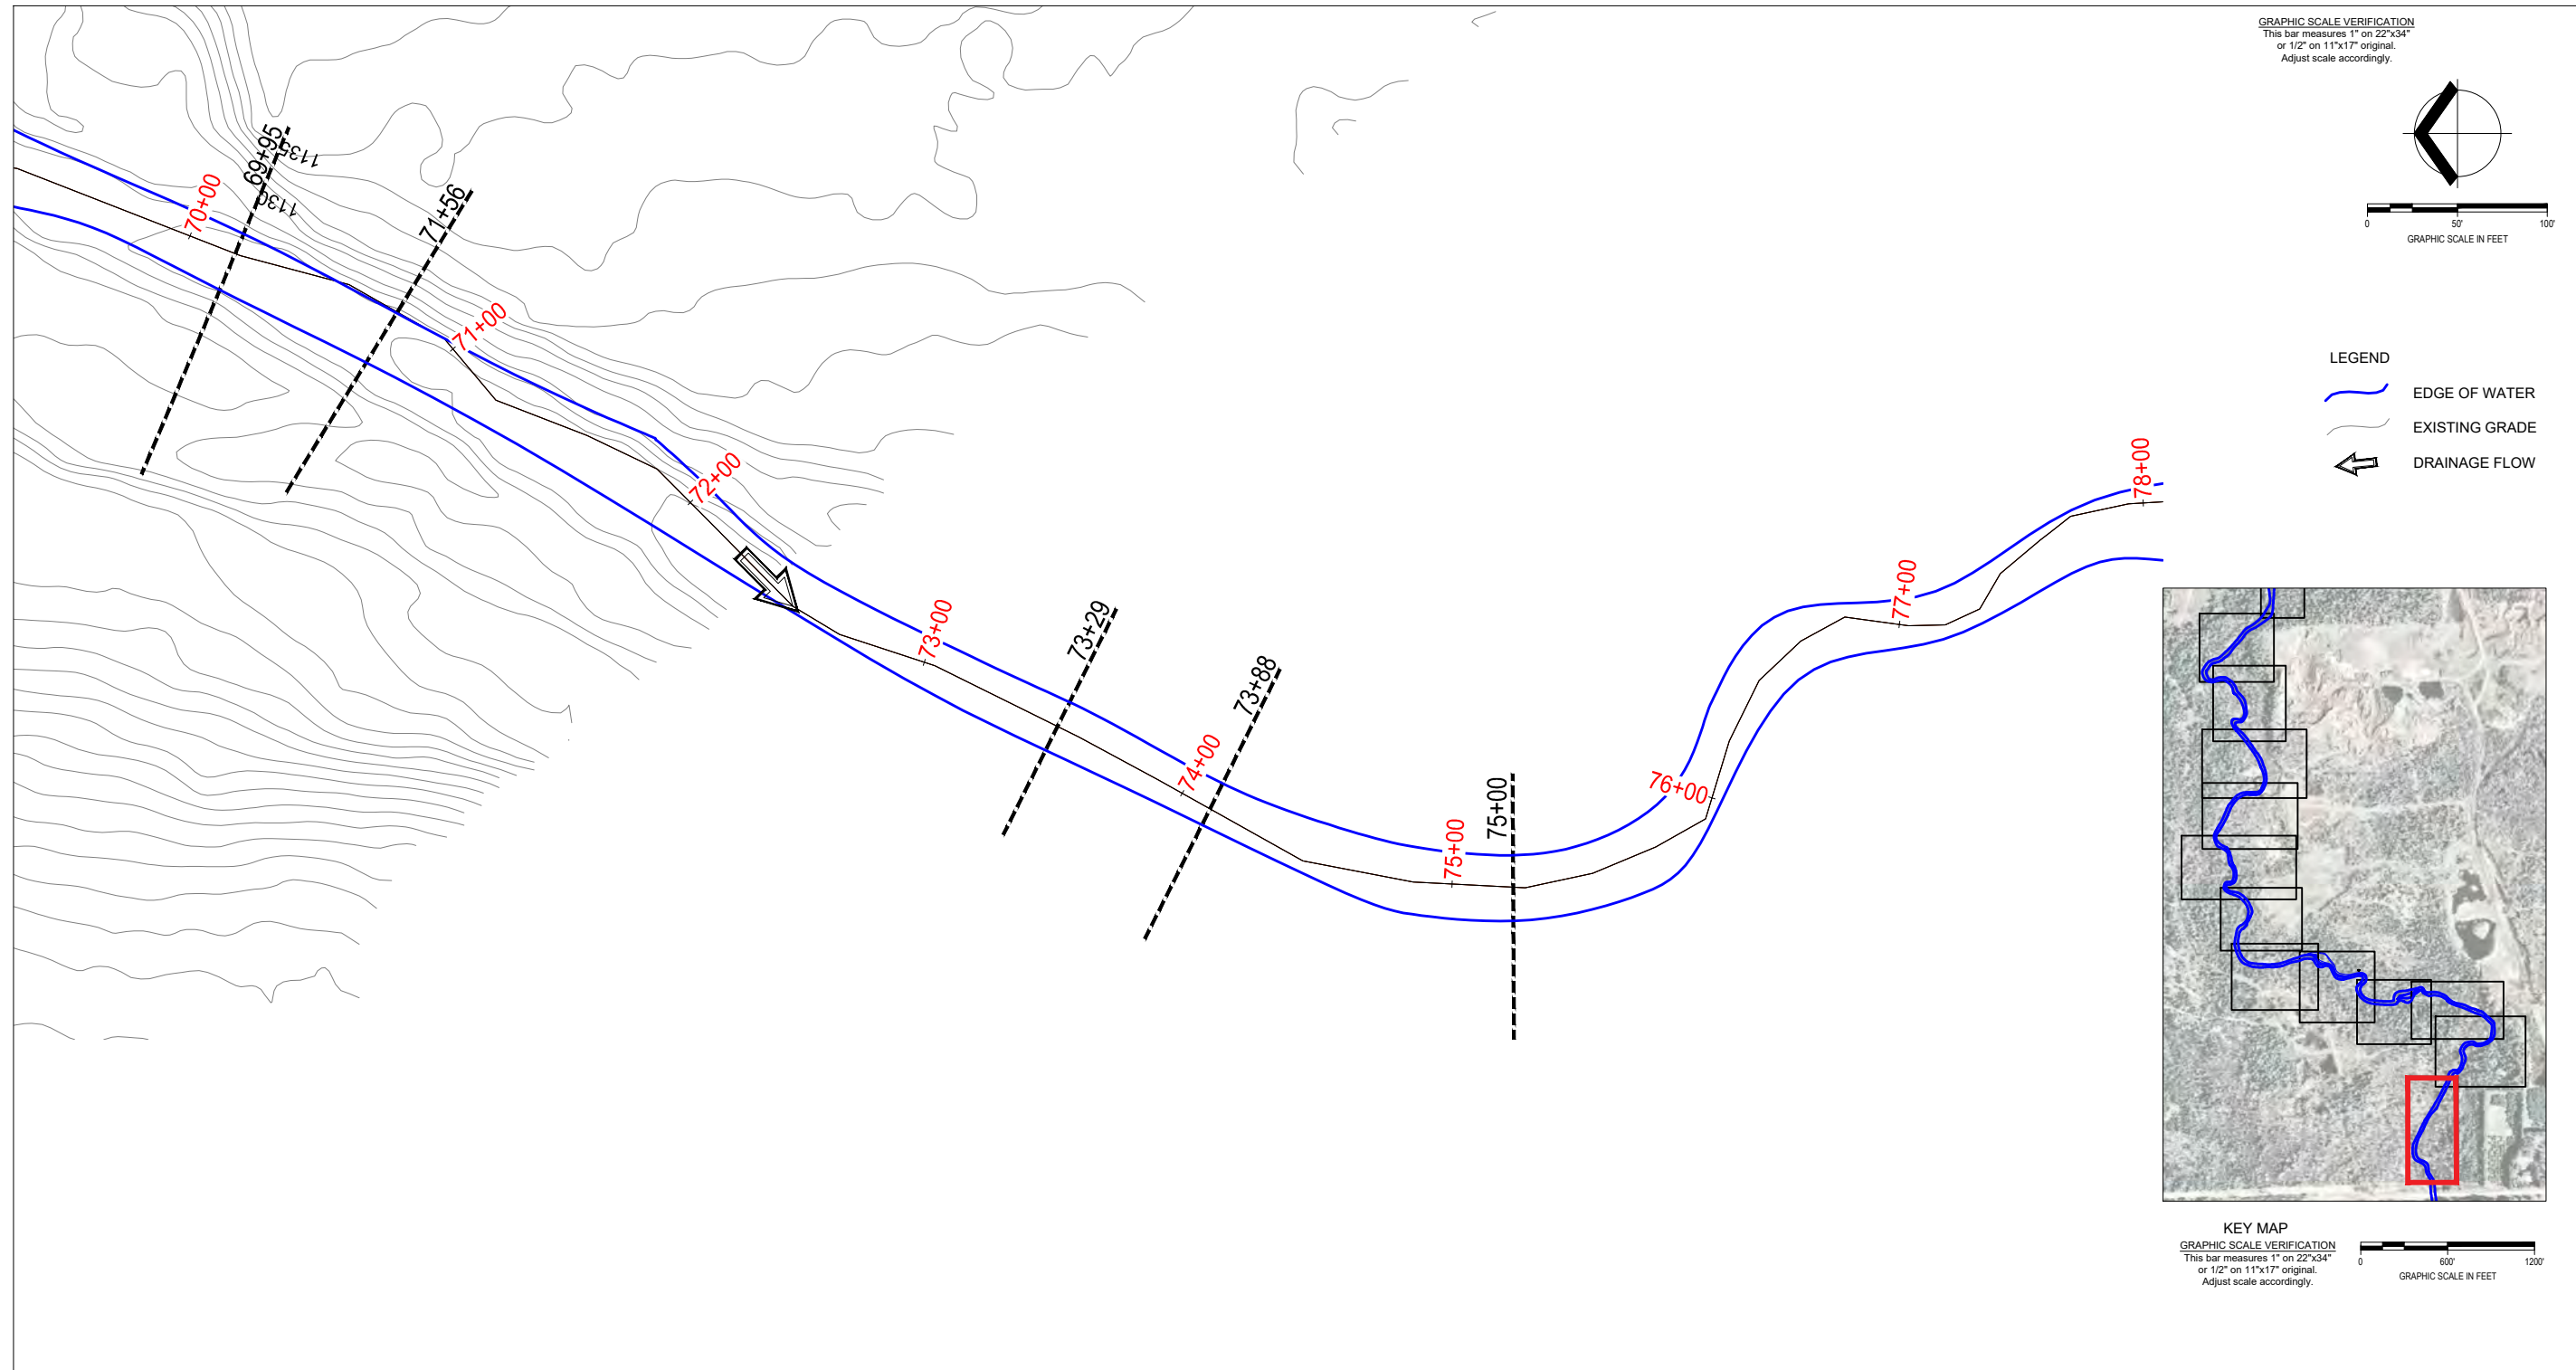 GRAPHIC SCALE VERIFICATION
This bar measures 1" on 22"x34"
or 1/2" on 11"x17" original.
Adjust scale accordingly.
0 50' 100'
GRAPHIC SCALE IN FEET
69+95
1135
1130
70+00
71+56
71+00
72+00
73+00
73+29
73+88
74+00
75+00
75+00
76+00
77+00
78+00
LEGEND
EDGE OF WATER
EXISTING GRADE
DRAINAGE FLOW
KEY MAP
GRAPHIC SCALE VERIFICATION
This bar measures 1" on 22"x34"
or 1/2" on 11"x17" original.
Adjust scale accordingly.
0 600' 1200'
GRAPHIC SCALE IN FEET